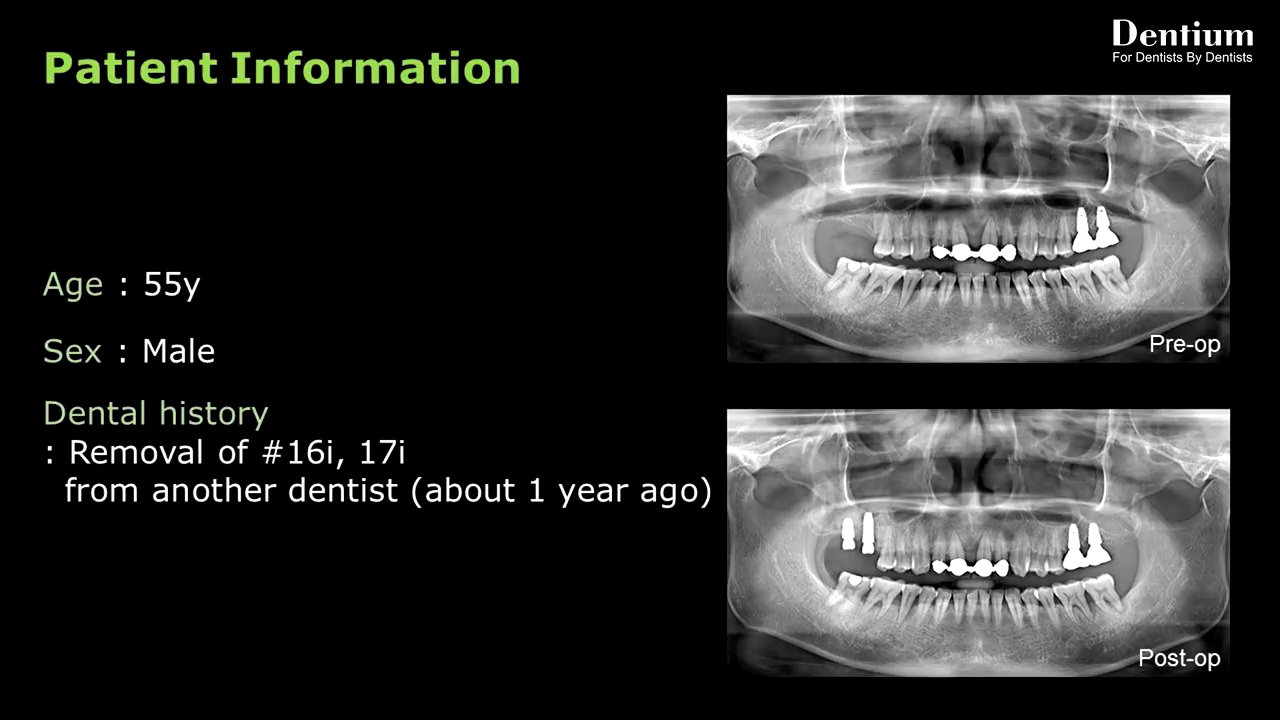 Patient Information
Dentium
For Dentists By Dentists
Age : 55y
Sex : Male
Dental history
: Removal of #16i, 17i
from another dentist (about 1 year ago)
Pre-op
Post-op